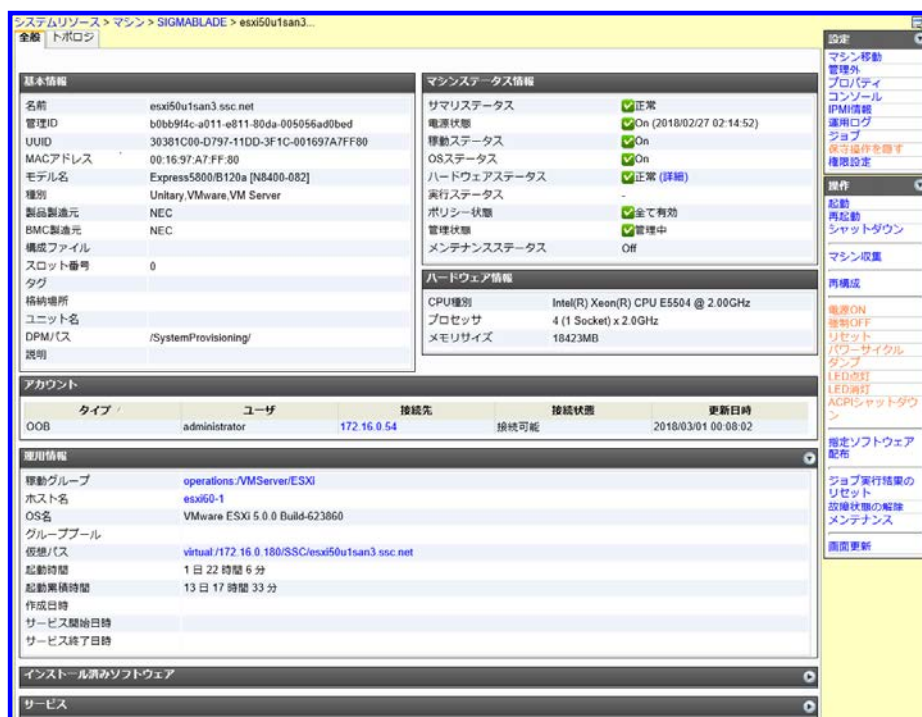 システムリソース > マシン > SIGMABLADE > esxi50u1san3...
全般 トポロジ
基本情報
名前 esxi50u1san3.ssc.net
管理ID b0bb9f4c-a011-e811-80da-005056ad0bed
UUID 30381C00-D797-11DD-3F1C-001697A7FF80
MACアドレス 00:16:97:A7:FF:80
モデル名 Express5800/B120a [N8400-082]
種別 Unitary,VMware,VM Server
製品製造元 NEC
BMC製造元 NEC
構成ファイル
スロット番号 0
タグ
格納場所
ユニット名
DPMパス /SystemProvisioning/
説明
マシンステータス情報
サマリステータス 正常
電源状態 On (2018/02/27 02:14:52)
稼動ステータス On
OSステータス On
ハードウェアステータス 正常 (詳細)
実行ステータス -
ポリシー状態 全て有効
管理状態 管理中
メンテナンスステータス Off
ハードウェア情報
CPU種別 Intel(R) Xeon(R) CPU E5504 @ 2.00GHz
プロセッサ 4 (1 Socket) x 2.0GHz
メモリサイズ 18423MB
アカウント
タイプ ユーザ 接続先 接続状態 更新日時
OOB administrator 172.16.0.54 接続可能 2018/03/01 00:08:02
運用情報
稼動グループ operations:/VMServer/ESXi
ホスト名 esxi60-1
OS名 VMware ESXi 5.0.0 Build-623860
グループプール
仮想パス virtual:/172.16.0.180/SSC/esxi50u1san3.ssc.net
起動時間 1 日 22 時間 6 分
起動累積時間 13 日 17 時間 33 分
作成日時
サービス開始日時
サービス終了日時
インストール済みソフトウェア
サービス
設定
マシン移動
管理外
プロパティ
コンソール
IPMI情報
運用ログ
ジョブ
保守操作を隠す
権限設定
操作
起動
再起動
シャットダウン
マシン収集
再構成
電源ON
強制OFF
リセット
パワーサイクル
ダンプ
LED点灯
LED消灯
ACPIシャットダウ
ン
指定ソフトウェア
配布
ジョブ実行結果の
リセット
故障状態の解除
メンテナンス
画面更新